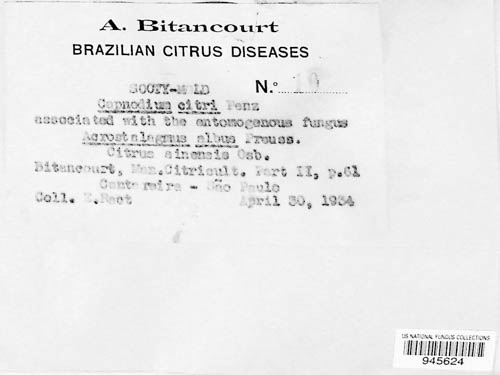 A. Bitancourt
BRAZILIAN CITRUS DISEASES
SOOTY-MOLD N.º 10
Capnodium citri Penz
associated with the entomogenous fungus
Acrostalagmus albus Preuss.
Citrus sinensis Osb.
Bitancourt, Man.Citricult. Part II, p.61
Cantareira - São Paulo
Coll. E.Ract April 30, 1934
US NATIONAL FUNGUS COLLECTIONS
945624